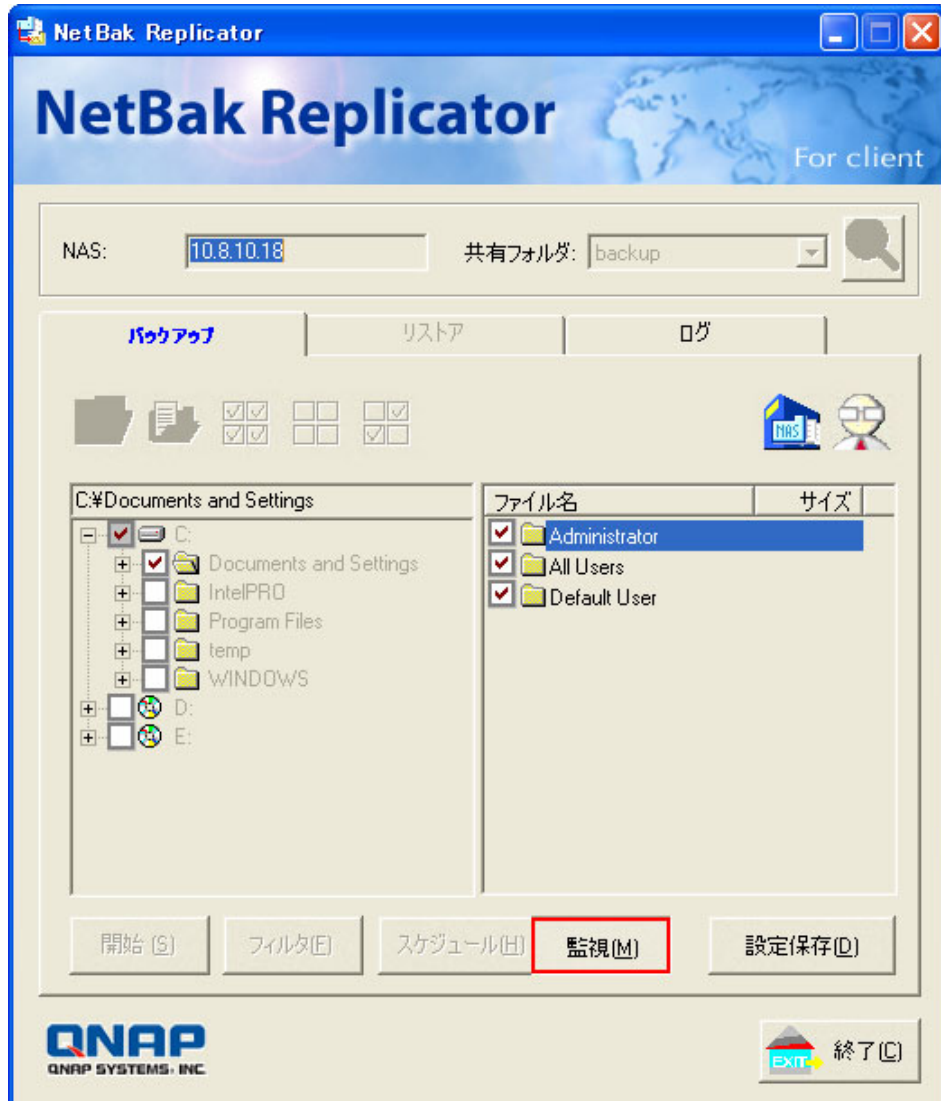 NetBak Replicator
NetBak Replicator
For client
NAS: 10.8.10.18 共有フォルダ: backup
バックアップ リストア ログ
NAS
C:¥Documents and Settings
ファイル名 サイズ
C:
Documents and Settings
IntelPRO
Program Files
temp
WINDOWS
D:
E:
Administrator
All Users
Default User
開始 (S) フィルタ(F) スケジュール(H) 監視(M) 設定保存(D)
QNAP
QNAP SYSTEMS, INC
EXIT 終了(C)